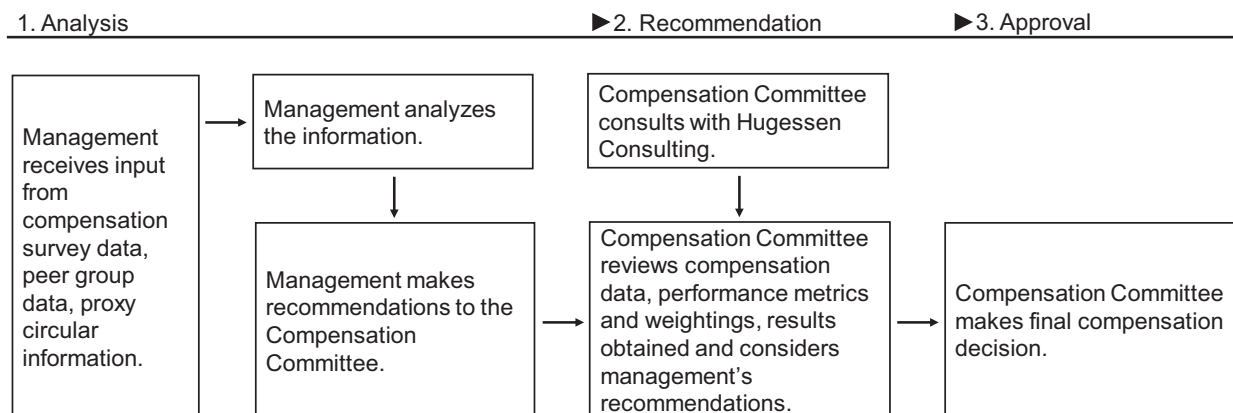 1. Analysis
▶2. Recommendation
▶3. Approval
Management
receives input
from
compensation
survey data,
peer group
data, proxy
circular
information.
Management analyzes
the information.
Management makes
recommendations to the
Compensation
Committee.
Compensation Committee
consults with Hugessen
Consulting.
Compensation Committee
reviews compensation
data, performance metrics
and weightings, results
obtained and considers
management's
recommendations.
Compensation Committee
makes final compensation
decision.